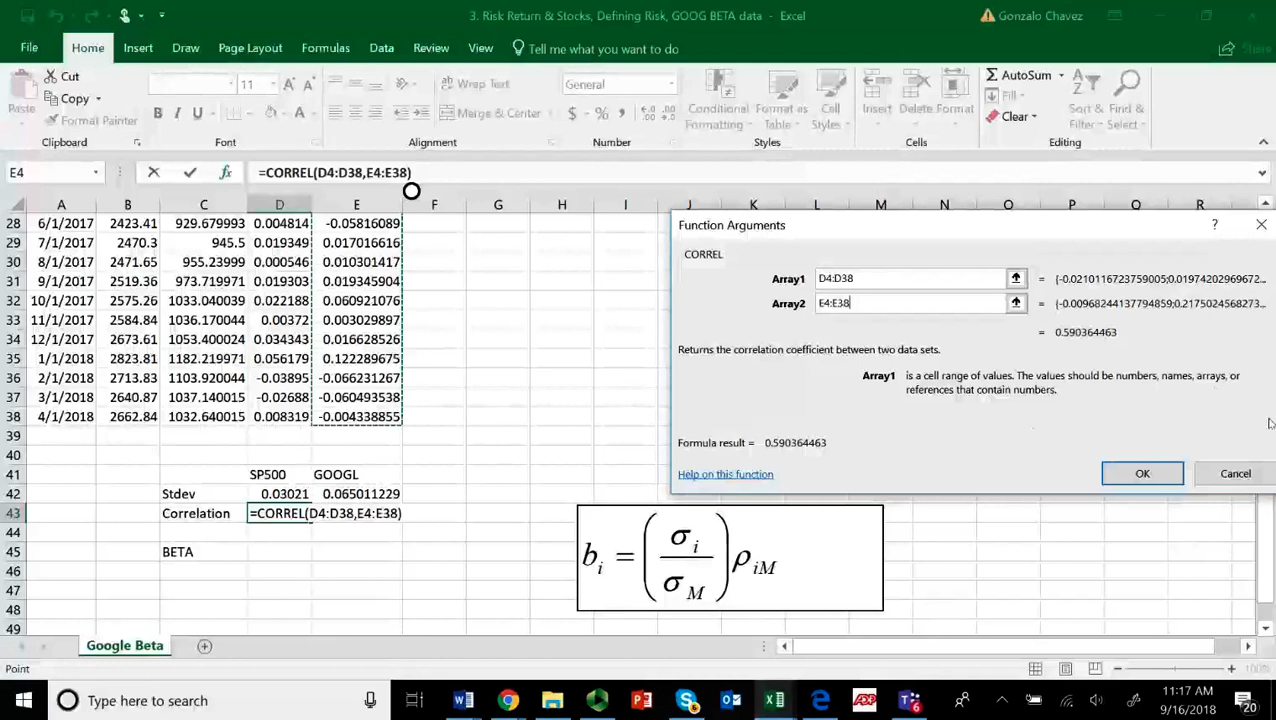 3. Risk Return & Stocks, Defining Risk, GOOG BETA data - Excel
Gonzalo Chavez
File Home Insert Draw Page Layout Formulas Data Review View Tell me what you want to do Share
Paste
Cut
Copy
Format Painter
Clipboard
11
B I U
Font
Wrap Text
Merge & Center
Alignment
General
$ % ,
Number
Conditional Formatting
Format as Table
Cell Styles
Styles
Insert Delete Format
Cells
AutoSum
Fill
Clear
Sort & Filter
Find & Select
Editing
E4
fx
=CORREL(D4:D38,E4:E38)
A B C D E F G H I J K L M N O P Q R
28 6/1/2017 2423.41 929.679993 0.004814 -0.05816089
29 7/1/2017 2470.3 945.5 0.019349 0.017016616
30 8/1/2017 2471.65 955.23999 0.000546 0.010301417
31 9/1/2017 2519.36 973.719971 0.019303 0.019345904
32 10/1/2017 2575.26 1033.040039 0.022188 0.060921076
33 11/1/2017 2584.84 1036.170044 0.00372 0.003029897
34 12/1/2017 2673.61 1053.400024 0.034343 0.016628526
35 1/1/2018 2823.81 1182.219971 0.056179 0.122289675
36 2/1/2018 2713.83 1103.920044 -0.03895 -0.066231267
37 3/1/2018 2640.87 1037.140015 -0.02688 -0.060493538
38 4/1/2018 2662.84 1032.640015 0.008319 -0.004338855
39
40
41 SP500 GOOGL
42 Stdev 0.03021 0.065011229
43 Correlation =CORREL(D4:D38,E4:E38)
44
45 BETA
46
47
48
49
Function Arguments ?
CORREL
Array1 D4:D38 = {-0.0210116723759005;0.01974202969672...
Array2 E4:E38 = {-0.00968244137794859;0.2175024568273...
= 0.590364463
Returns the correlation coefficient between two data sets.
Array1 is a cell range of values. The values should be numbers, names, arrays, or
references that contain numbers.
Formula result = 0.590364463
Help on this function
OK Cancel
b_i = (σ_i / σ_M) ρ_iM
Google Beta
Point
100%
Type here to search
11:17 AM
9/16/2018
20